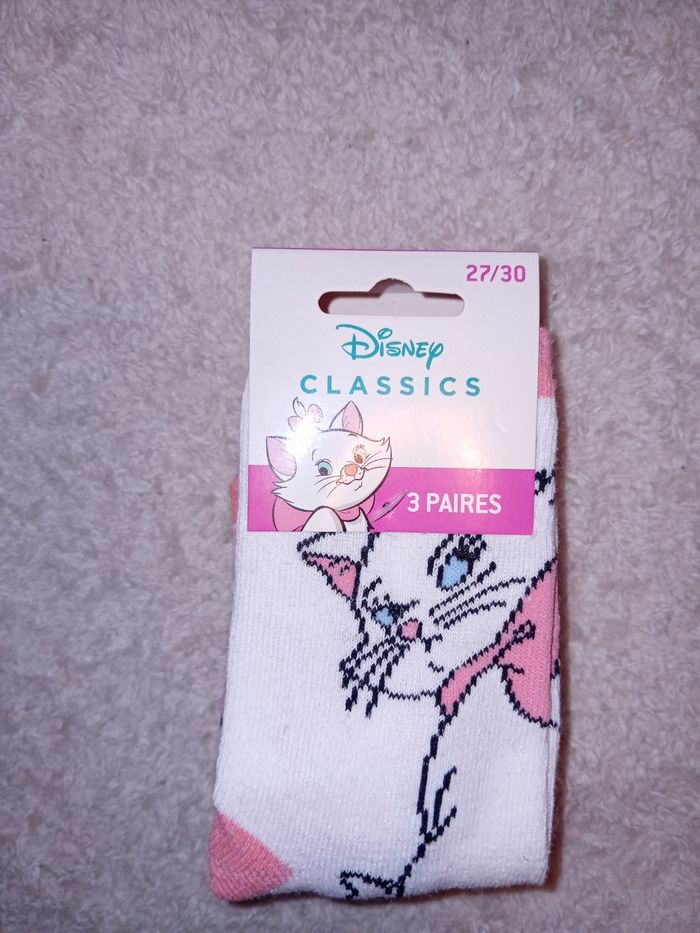 27/30
Disney
CLASSICS
3 PAIRES